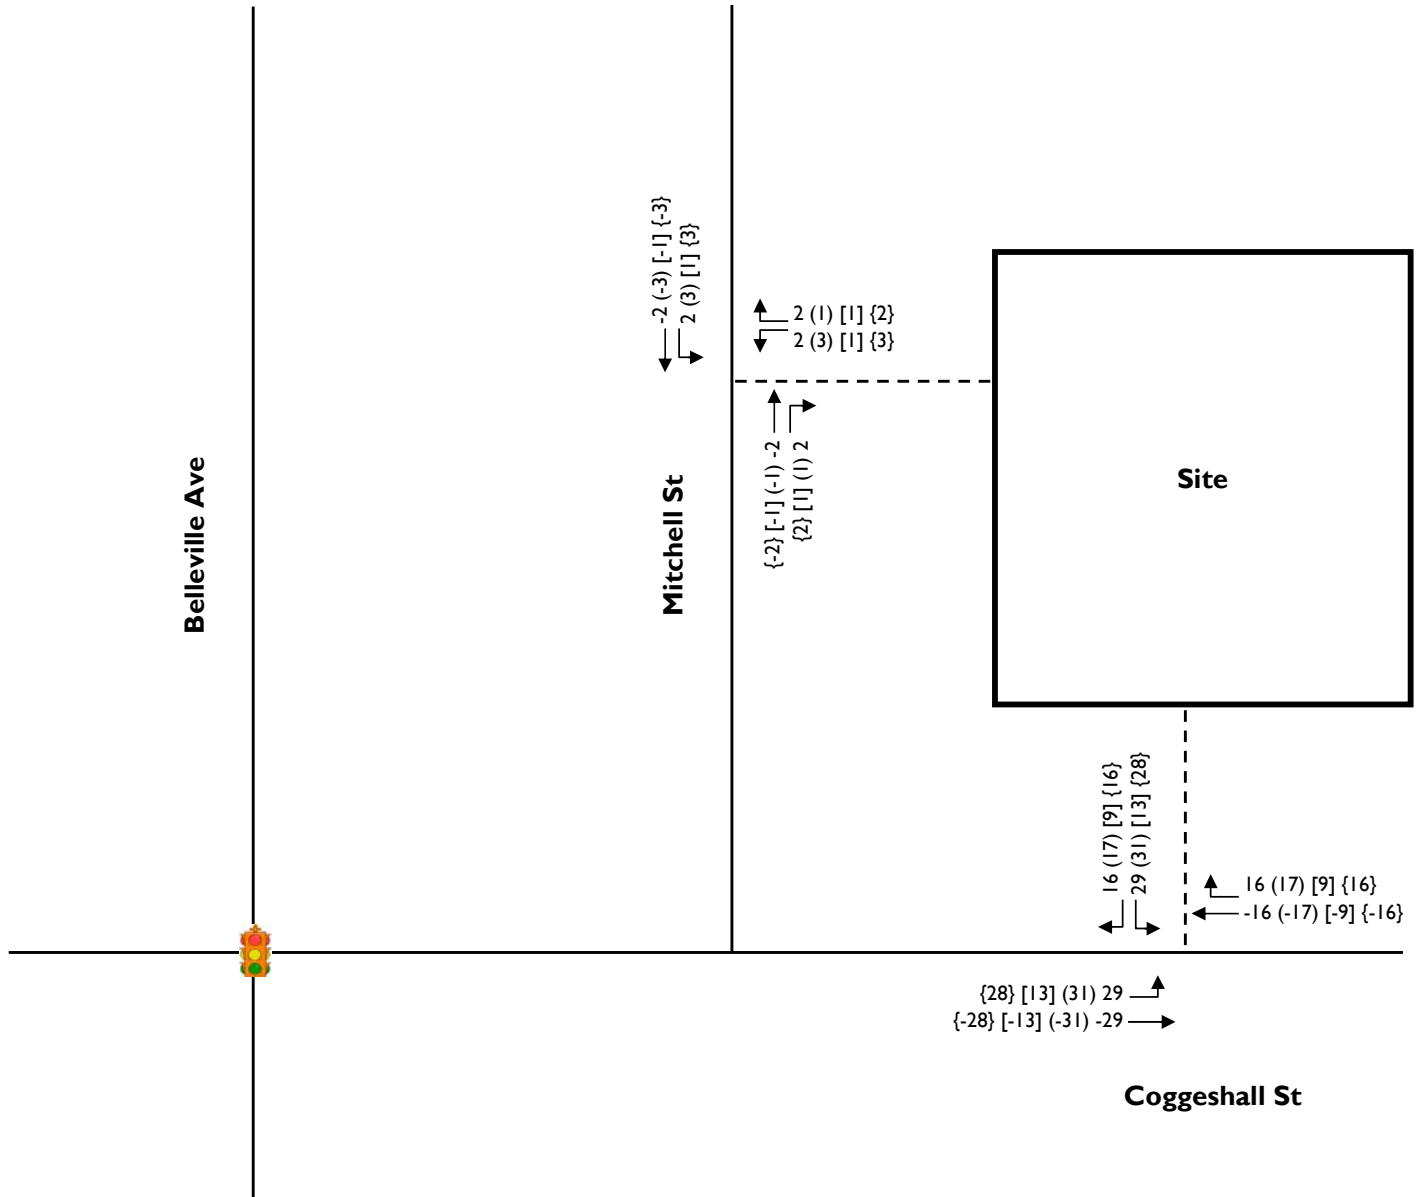 -2 (-3) [-1] {-3}
2 (3) [1] {3}
2 (1) [1] {2}
2 (3) [1] {3}
{-2} [-1] (-1) -2
{2} [1] (1) 2
Belleville Ave
Mitchell St
Site
16 (17) [9] {16}
29 (31) [13] {28}
16 (17) [9] {16}
-16 (-17) [-9] {-16}
{28} [13] (31) 29
{-28} [-13] (-31) -29
Coggeshall St